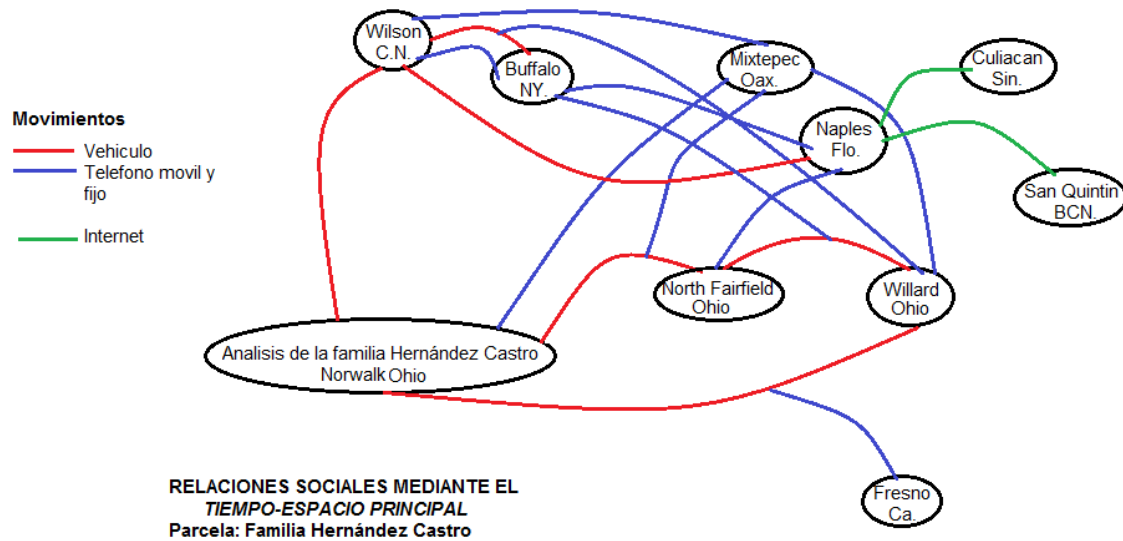 Wilson
C.N.
Buffalo
NY.
Mixtepec
Oax.
Culiacan
Sin.
Naples
Flo.
San Quintin
BCN.
Movimientos
Vehiculo
Telefono movil y
fijo
Internet
North Fairfield
Ohio
Willard
Ohio
Analisis de la familia Hernández Castro
Norwalk Ohio
Fresno
Ca.
RELACIONES SOCIALES MEDIANTE EL
TIEMPO-ESPACIO PRINCIPAL
Parcela: Familia Hernández Castro